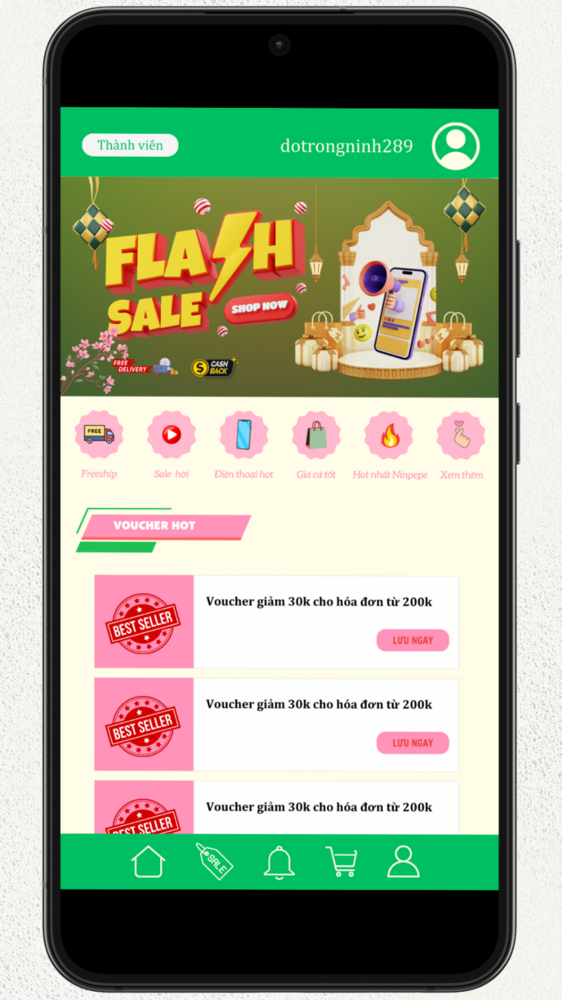 Thành viên
dotrongninh289
FLASH
SALE
SHOP NOW
FREE
DELIVERY
$ CASH
BACK
FREE
Freeship
Sale hời
Điện thoại hot
Giá cả tốt
Hot nhất Ninpepe
Xem thêm
VOUCHER HOT
BEST SELLER
Voucher giảm 30k cho hóa đơn từ 200k
LƯU NGAY
BEST SELLER
Voucher giảm 30k cho hóa đơn từ 200k
LƯU NGAY
BEST SELLER
Voucher giảm 30k cho hóa đơn từ 200k
SALE